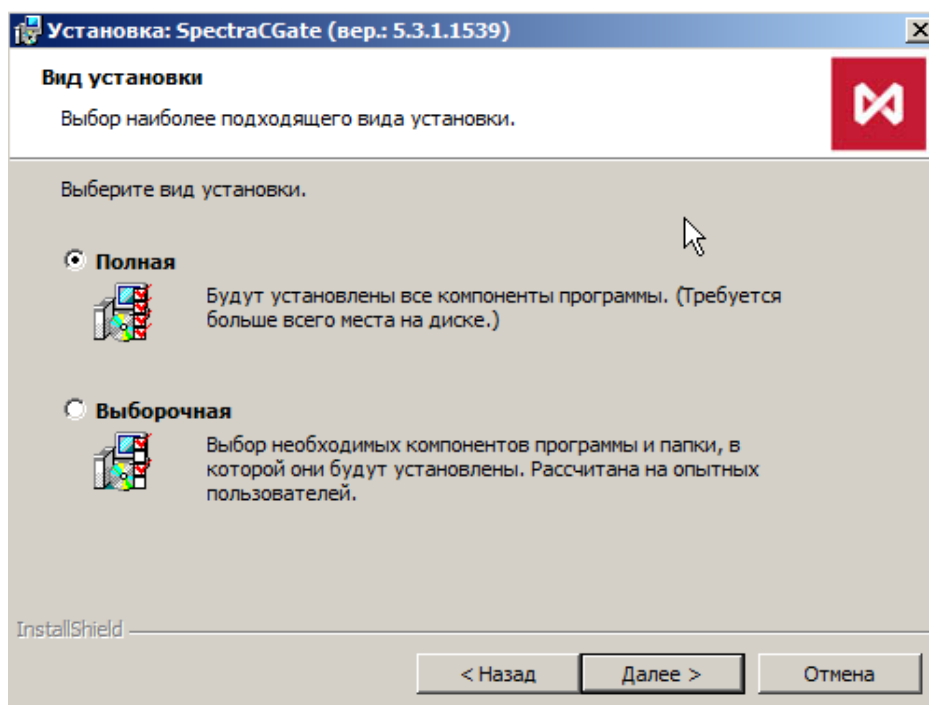 Установка: SpectraCGate (вер.: 5.3.1.1539)
Вид установки
Выбор наиболее подходящего вида установки.
Выберите вид установки.
Полная
Будут установлены все компоненты программы. (Требуется
больше всего места на диске.)
Выборочная
Выбор необходимых компонентов программы и папки, в
которой они будут установлены. Рассчитана на опытных
пользователей.
InstallShield
< Назад
Далее >
Отмена